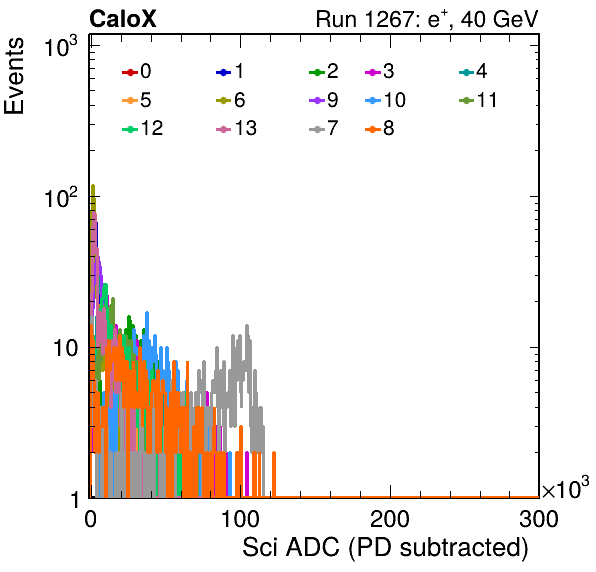 CaloX Run 1267: e⁺, 40 GeV
Events
10³
10²
10
1
0 1 2 3 4
5 6 9 10 11
12 13 7 8
0 100 200 300
×10³
Sci ADC (PD subtracted)